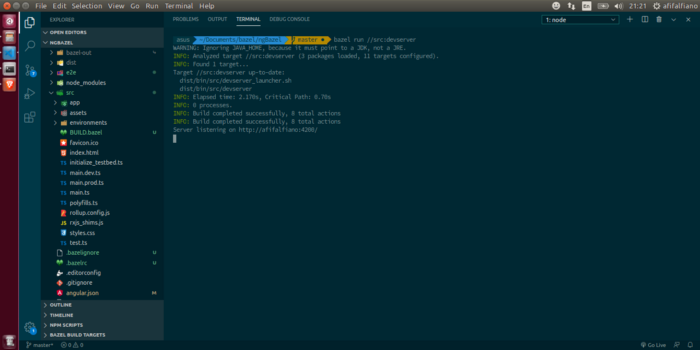 File Edit Selection View Go Run Terminal Help
21:21 afifalfiano
EXPLORER
PROBLEMS OUTPUT TERMINAL DEBUG CONSOLE
1: node
OPEN EDITORS
NGBAZEL
bazel-out
dist
e2e
node_modules
src
app
assets
environments
BUILD.bazel U
favicon.ico
index.html
initialize_testbed.ts
main.dev.ts
main.prod.ts
main.ts
polyfills.ts
rollup.config.js
rxjs_shims.js
styles.css
test.ts
.bazelignore U
.bazelrc U
.editorconfig
.gitignore
angular.json M
OUTLINE
TIMELINE
NPM SCRIPTS
BAZEL BUILD TARGETS
asus ~/Documents/bazel/ngBazel master ● bazel run //src:devserver
WARNING: Ignoring JAVA_HOME, because it must point to a JDK, not a JRE.
INFO: Analyzed target //src:devserver (3 packages loaded, 11 targets configured).
INFO: Found 1 target...
Target //src:devserver up-to-date:
dist/bin/src/devserver_launcher.sh
dist/bin/src/devserver
INFO: Elapsed time: 2.170s, Critical Path: 0.70s
INFO: 0 processes.
INFO: Build completed successfully, 8 total actions
INFO: Build completed successfully, 8 total actions
Server listening on http://afifalfiano:4200/
master* 0 0
Go Live